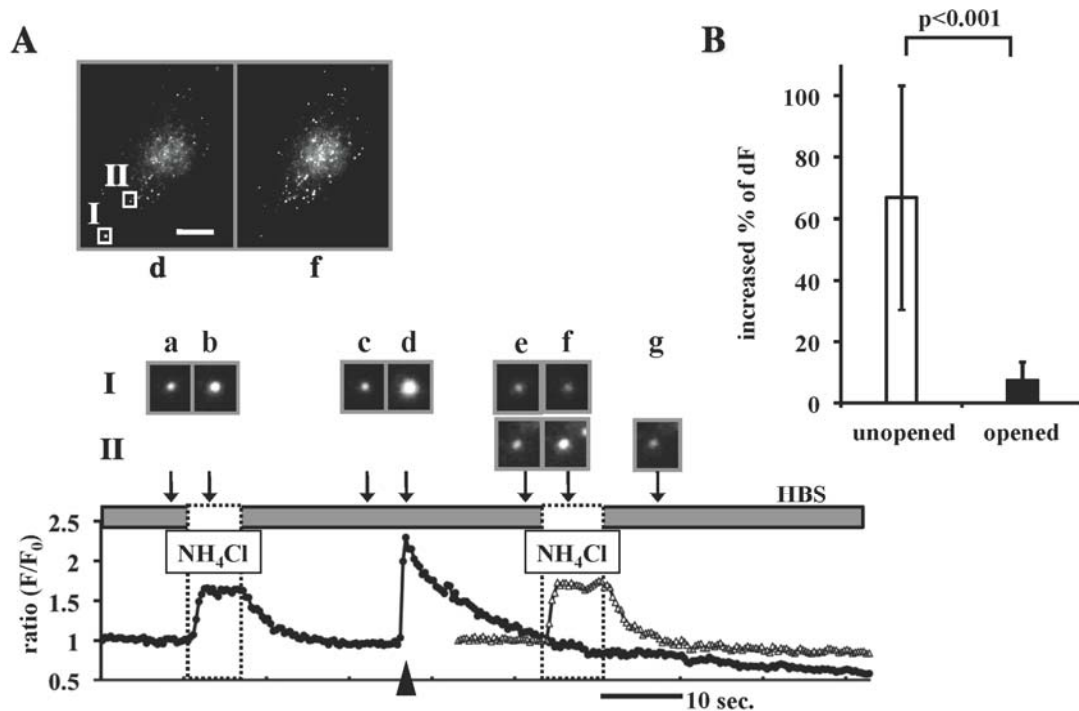 A
B
p<0.001
II
I
d f
increased % of dF
100
80
60
40
20
0
unopened opened
a b c d e f g
I
II
HBS
ratio (F/F0)
2.5
2
1.5
1
0.5
NH4Cl
NH4Cl
10 sec.